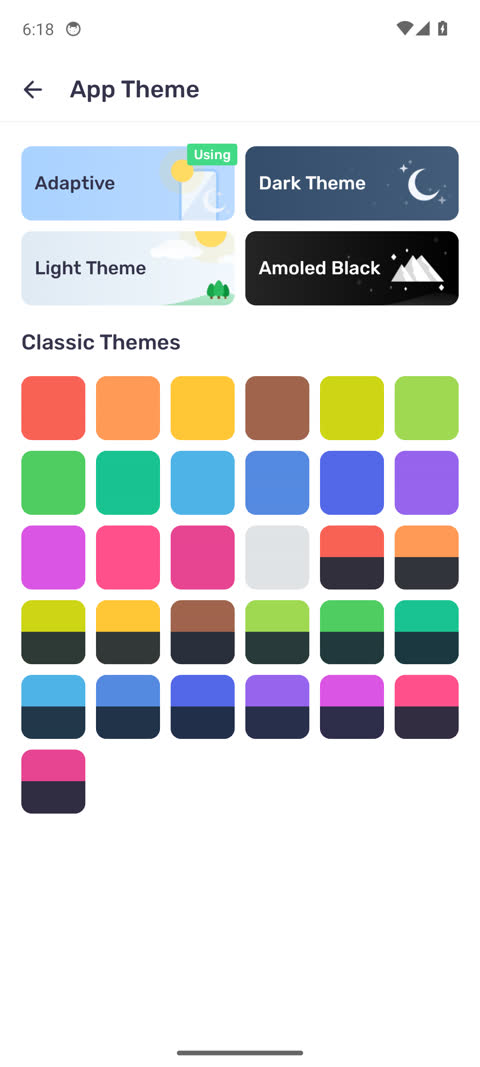 6:18
App Theme
Using
Adaptive
Dark Theme
Light Theme
Amoled Black
Classic Themes